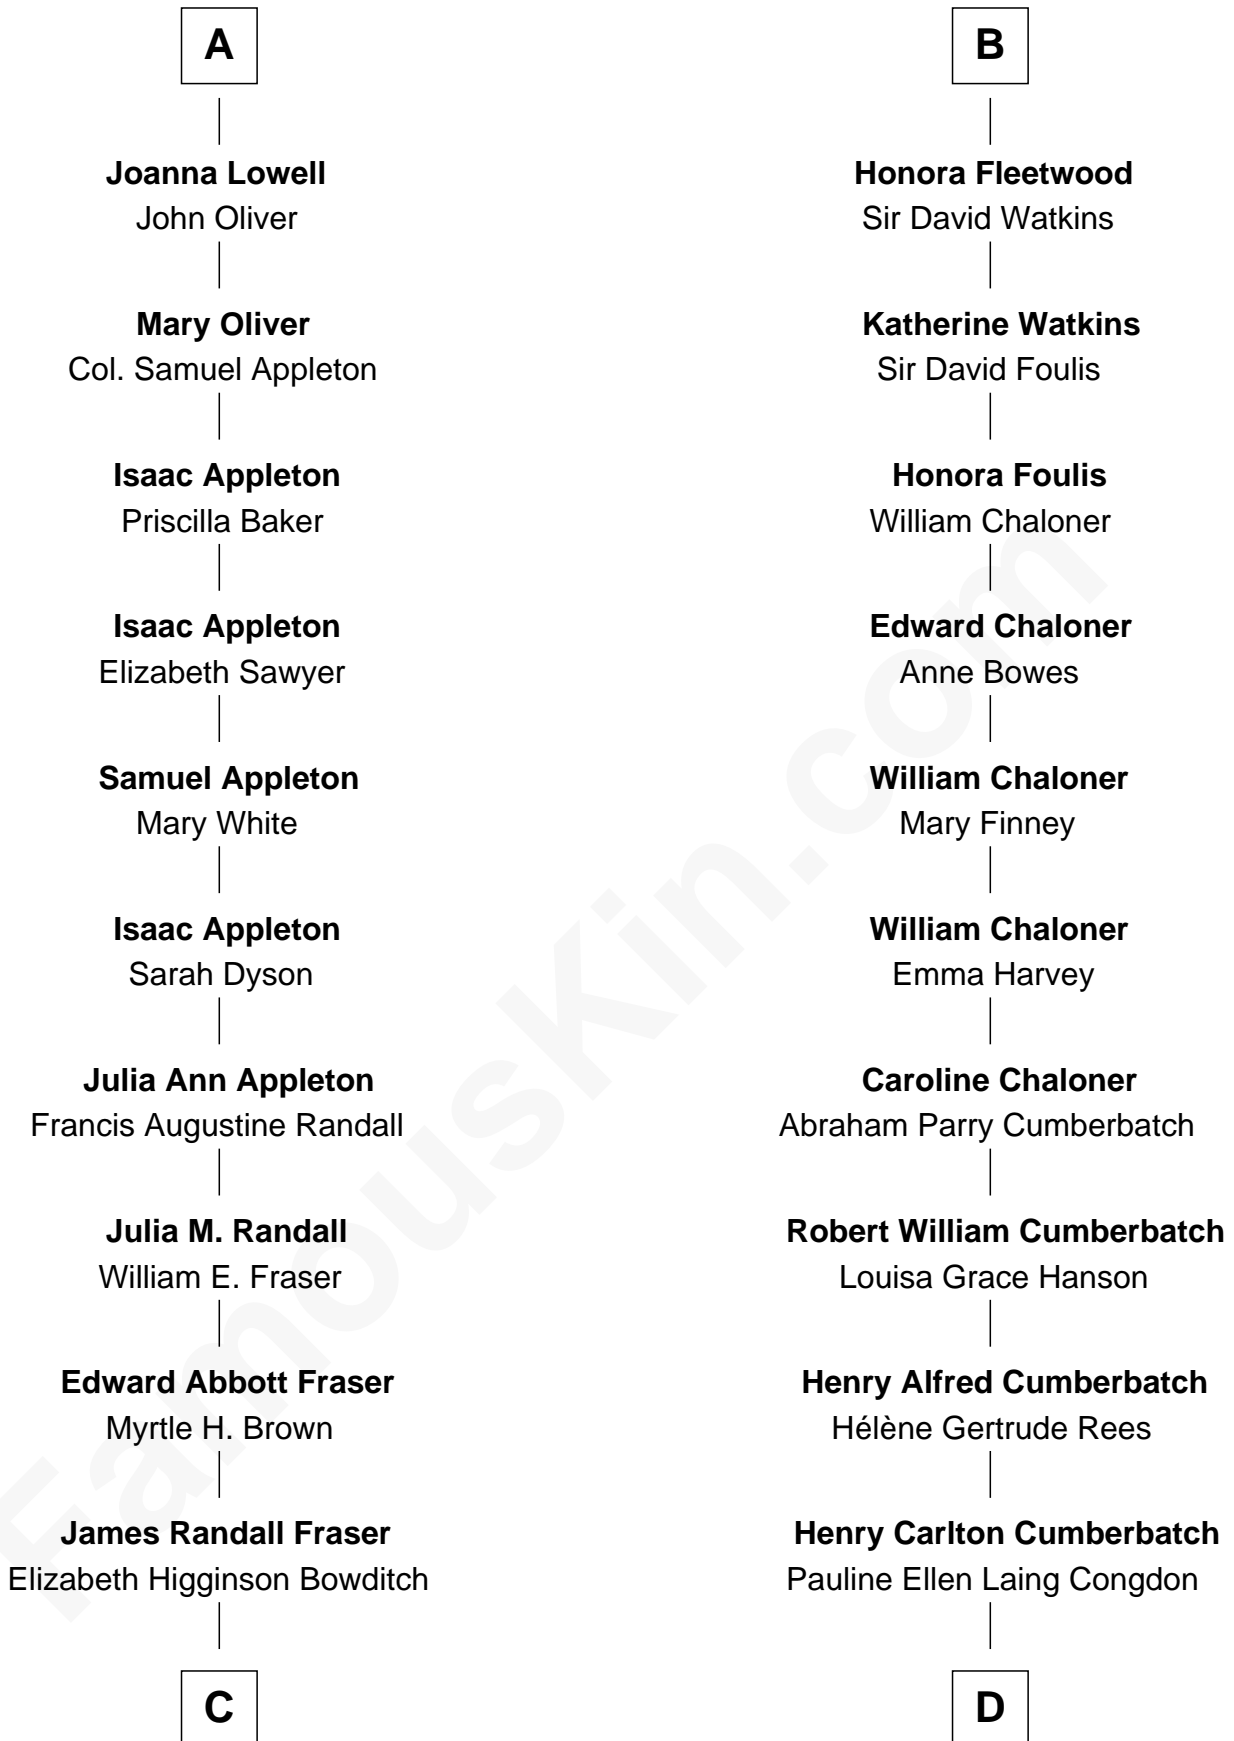 A
Joanna Lowell
John Oliver
Mary Oliver
Col. Samuel Appleton
Isaac Appleton
Priscilla Baker
Isaac Appleton
Elizabeth Sawyer
Samuel Appleton
Mary White
Isaac Appleton
Sarah Dyson
Julia Ann Appleton
Francis Augustine Randall
Julia M. Randall
William E. Fraser
Edward Abbott Fraser
Myrtle H. Brown
James Randall Fraser
Elizabeth Higginson Bowditch
C
B
Honora Fleetwood
Sir David Watkins
Katherine Watkins
Sir David Foulis
Honora Foulis
William Chaloner
Edward Chaloner
Anne Bowes
William Chaloner
Mary Finney
William Chaloner
Emma Harvey
Caroline Chaloner
Abraham Parry Cumberbatch
Robert William Cumberbatch
Louisa Grace Hanson
Henry Alfred Cumberbatch
Hélène Gertrude Rees
Henry Carlton Cumberbatch
Pauline Ellen Laing Congdon
D
FamousKin.com